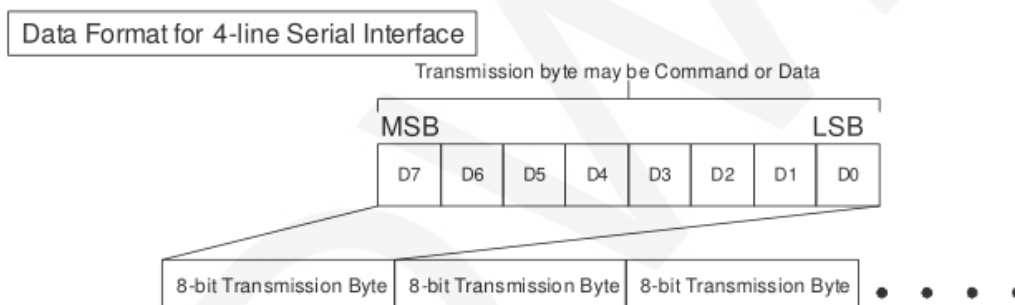 Data Format for 4-line Serial Interface
Transmission byte may be Command or Data
MSB LSB
D7 D6 D5 D4 D3 D2 D1 D0
8-bit Transmission Byte 8-bit Transmission Byte 8-bit Transmission Byte